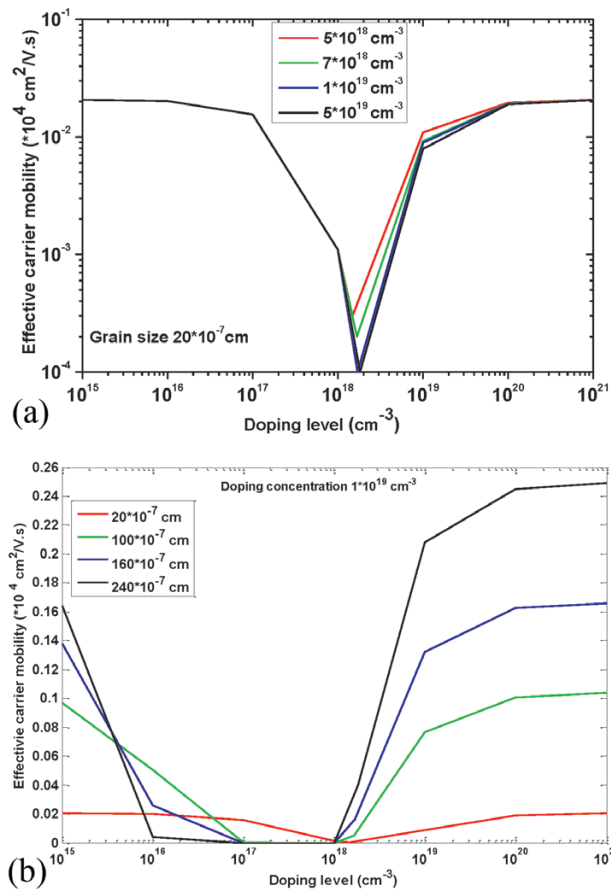 5*10^18 cm^-3
7*10^18 cm^-3
1*10^19 cm^-3
5*10^19 cm^-3
10^-1
10^-2
10^-3
10^-4
Effective carrier mobility (*10^4 cm^2/V.s)
Grain size 20*10^-7 cm
10^15 10^16 10^17 10^18 10^19 10^20 10^21
Doping level (cm^-3)
(a)
Doping concentration 1*10^19 cm^-3
20*10^-7 cm
100*10^-7 cm
160*10^-7 cm
240*10^-7 cm
0.26
0.24
0.22
0.2
0.18
0.16
0.14
0.12
0.1
0.08
0.06
0.04
0.02
0
Effectivie carrier mobility (*10^4 cm^2/V.s)
10^15 10^16 10^17 10^18 10^19 10^20
Doping level (cm^-3)
(b)